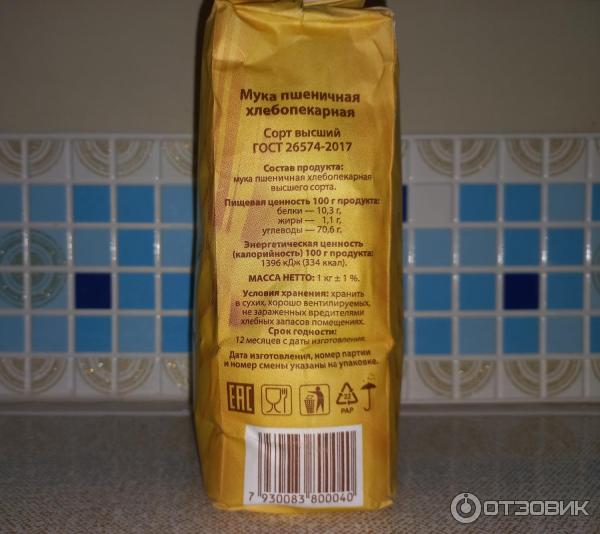 Мука пшеничная
хлебопекарная
Сорт высший
ГОСТ 26574-2017
Состав продукта:
мука пшеничная хлебопекарная
высшего сорта.
Пищевая ценность 100 г продукта:
белки — 10,3 г,
жиры — 1,1 г,
углеводы — 70,6 г.
Энергетическая ценность
(калорийность) 100 г продукта:
1396 кДж (334 ккал).
МАССА НЕТТО: 1 кг ± 1 %.
Условия хранения: хранить
в сухих, хорошо вентилируемых,
не зараженных вредителями
хлебных запасов помещениях.
Срок годности:
12 месяцев с даты изготовления.
Дата изготовления, номер партии
и номер смены указаны на упаковке.
EAC
22
PAP
7 930083 800040
ОТЗОВИК